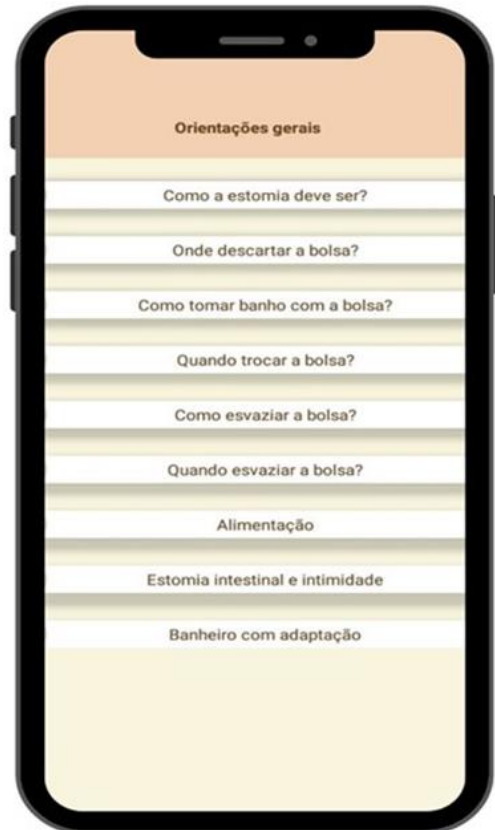 Orientações gerais
Como a estomia deve ser?
Onde descartar a bolsa?
Como tomar banho com a bolsa?
Quando trocar a bolsa?
Como esvaziar a bolsa?
Quando esvaziar a bolsa?
Alimentação
Estomia intestinal e intimidade
Banheiro com adaptação